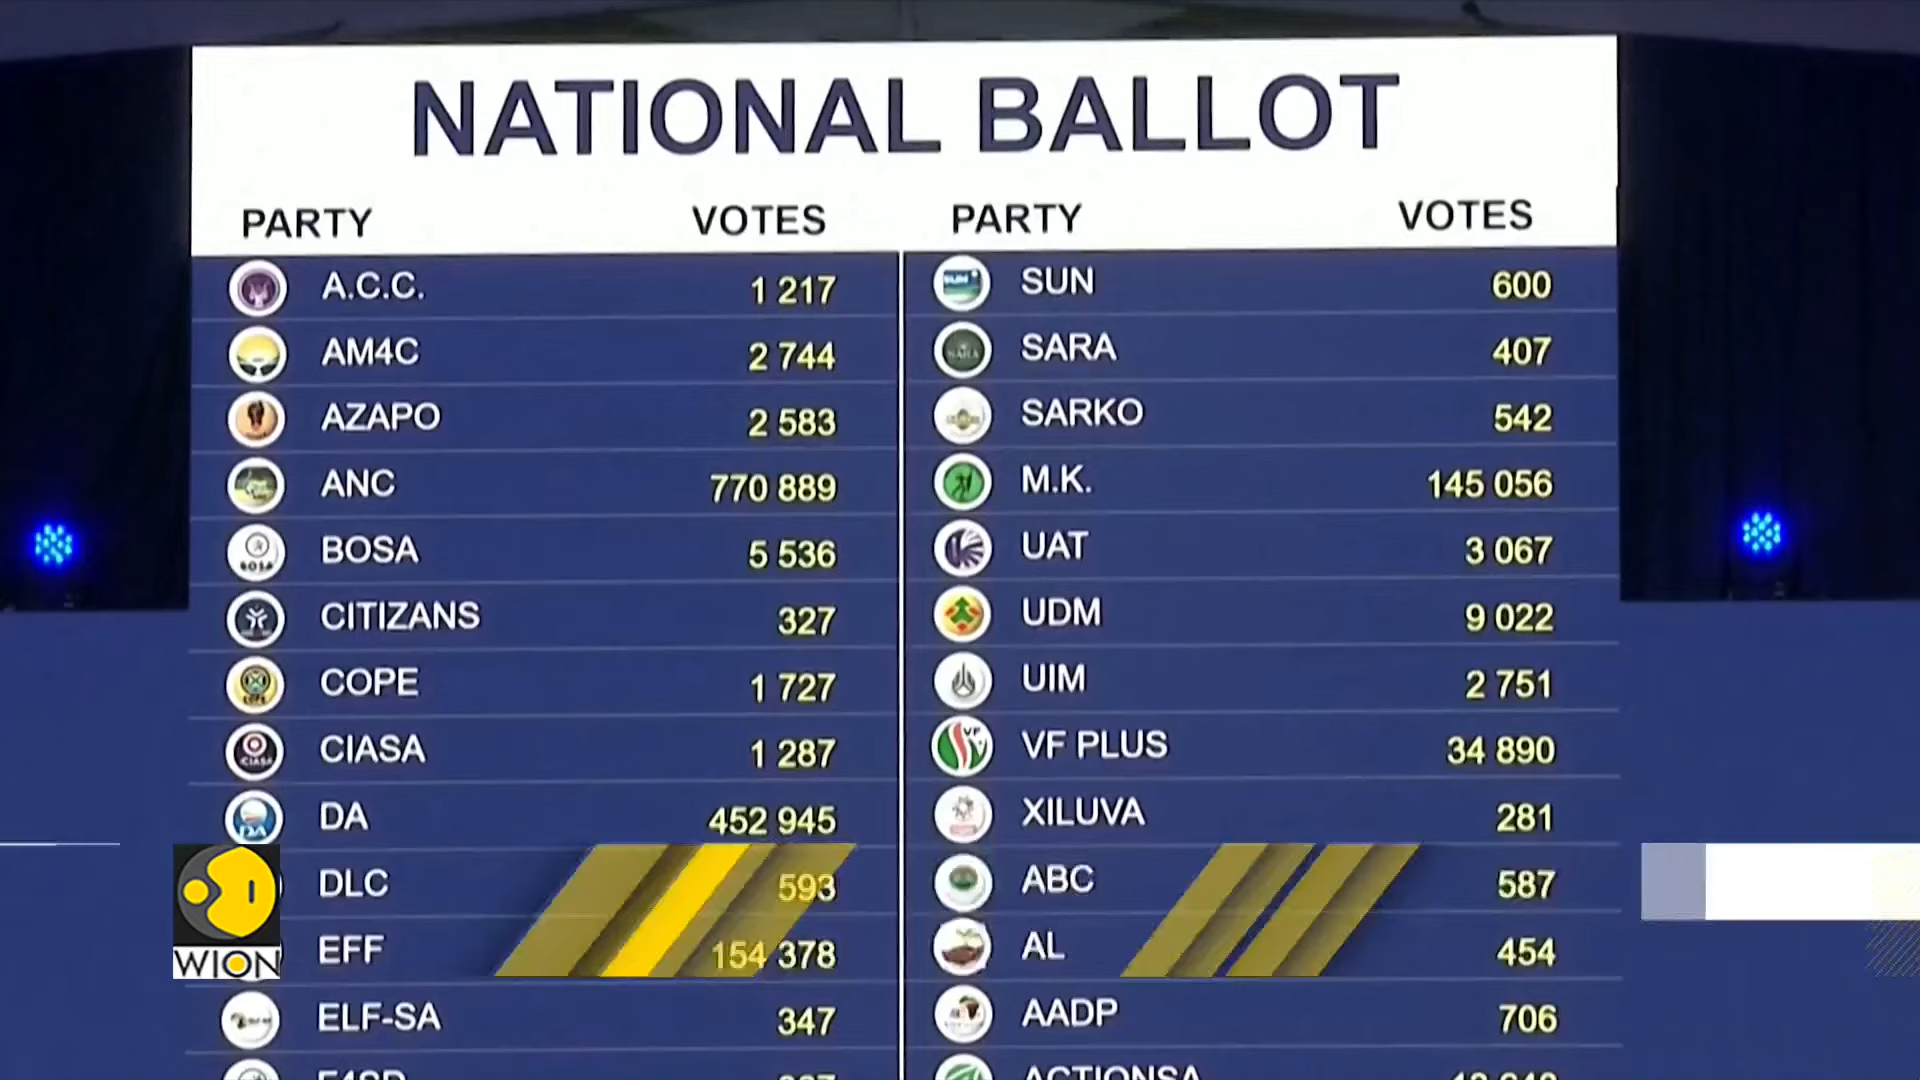 NATIONAL BALLOT
PARTY VOTES PARTY VOTES
A.C.C. 1 217 SUN 600
AM4C 2 744 SARA 407
AZAPO 2 583 SARKO 542
ANC 770 889 M.K. 145 056
BOSA 5 536 UAT 3 067
CITIZANS 327 UDM 9 022
COPE 1 727 UIM 2 751
CIASA 1 287 VF PLUS 34 890
DA 452 945 XILUVA 281
DLC 593 ABC 587
EFF 154 378 AL 454
ELF-SA 347 AADP 706
ACTIONSA
WION